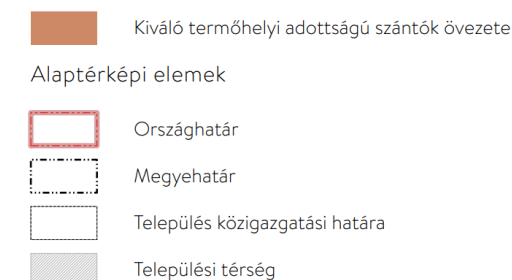 Kiváló termőhelyi adottságú szántók övezete
Alaptérképi elemek
Országhatár
Megyehatár
Település közigazgatási határa
Települési térség